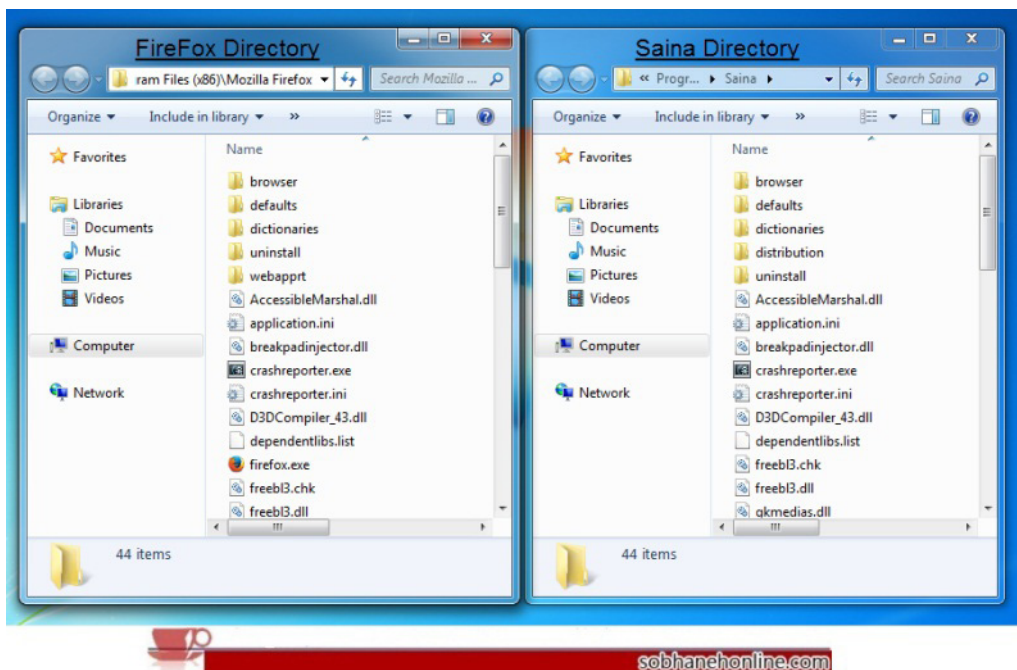 FireFox Directory
ram Files (x86)\Mozilla Firefox
Search Mozilla ...
Organize
Include in library
»
Favorites
Libraries
Documents
Music
Pictures
Videos
Computer
Network
Name
browser
defaults
dictionaries
uninstall
webapprt
AccessibleMarshal.dll
application.ini
breakpadinjector.dll
crashreporter.exe
crashreporter.ini
D3DCompiler_43.dll
dependentlibs.list
firefox.exe
freebl3.chk
freebl3.dll
44 items
Saina Directory
« Progr... Saina
Search Saina
Organize
Include in library
»
Favorites
Libraries
Documents
Music
Pictures
Videos
Computer
Network
Name
browser
defaults
dictionaries
distribution
uninstall
AccessibleMarshal.dll
application.ini
breakpadinjector.dll
crashreporter.exe
crashreporter.ini
D3DCompiler_43.dll
dependentlibs.list
freebl3.chk
freebl3.dll
gkmedias.dll
44 items
sobhanehonline.com